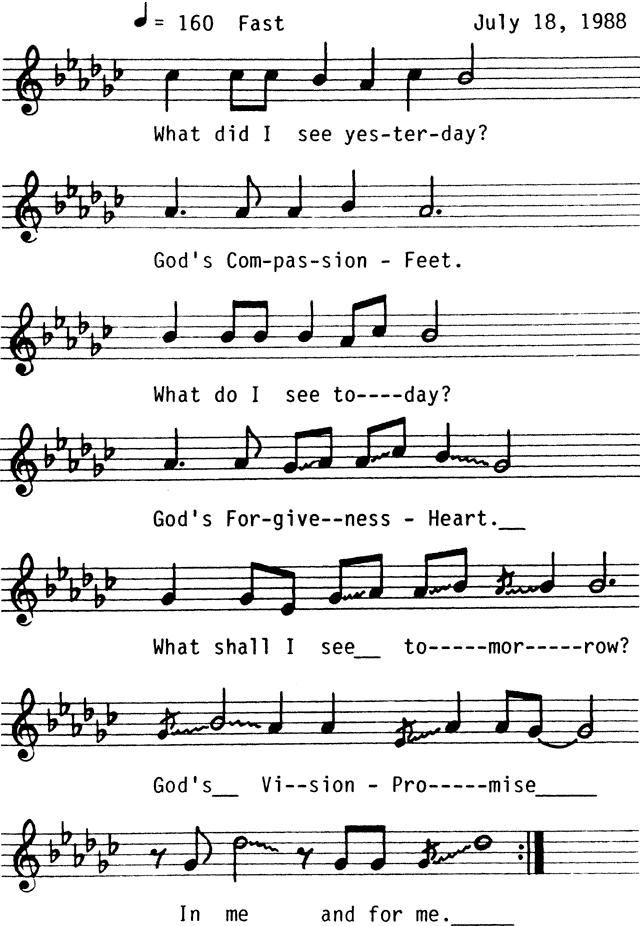 = 160 Fast July 18, 1988
What did I see yes-ter-day?
God's Com-pas-sion - Feet.
What do I see to----day?
God's For-give--ness - Heart.__
What shall I see__ to-----mor-----row?
God's__ Vi--sion - Pro-----mise_____
In me and for me._____